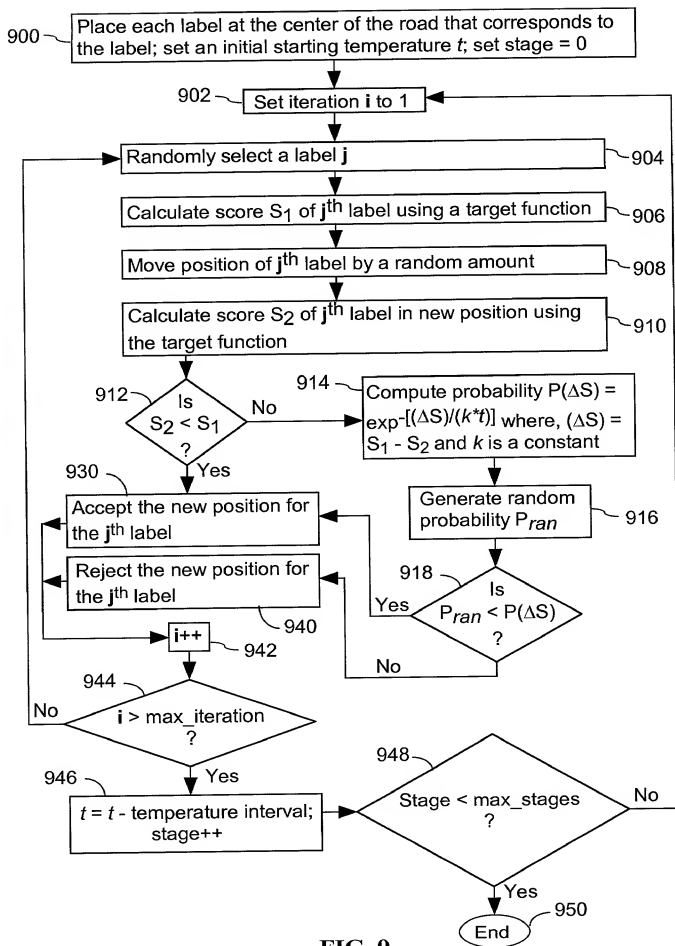 900
Place each label at the center of the road that corresponds to
the label; set an initial starting temperature t; set stage = 0
902
Set iteration i to 1
Randomly select a label j
904
Calculate score S1 of jth label using a target function
906
Move position of jth label by a random amount
908
Calculate score S2 of jth label in new position using
the target function
910
912
Is
S2 < S1
?
No
Yes
914
Compute probability P(ΔS) =
exp-[(ΔS)/(k*t)] where, (ΔS) =
S1 - S2 and k is a constant
Generate random
probability Pran
916
918
Is
Pran < P(ΔS)
?
Yes
No
930
Accept the new position for
the jth label
Reject the new position for
the jth label
940
i++
942
944
i > max_iteration
?
No
Yes
946
t = t - temperature interval;
stage++
948
Stage < max_stages
?
No
Yes
End
950
FIG. 9